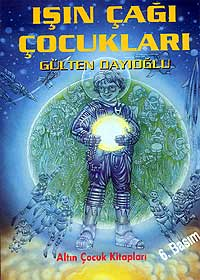 IŞIN ÇAĞI
ÇOCUKLARI
GÜLTEN DAYIOĞLU
Altın Çocuk Kitapları
6. Basım